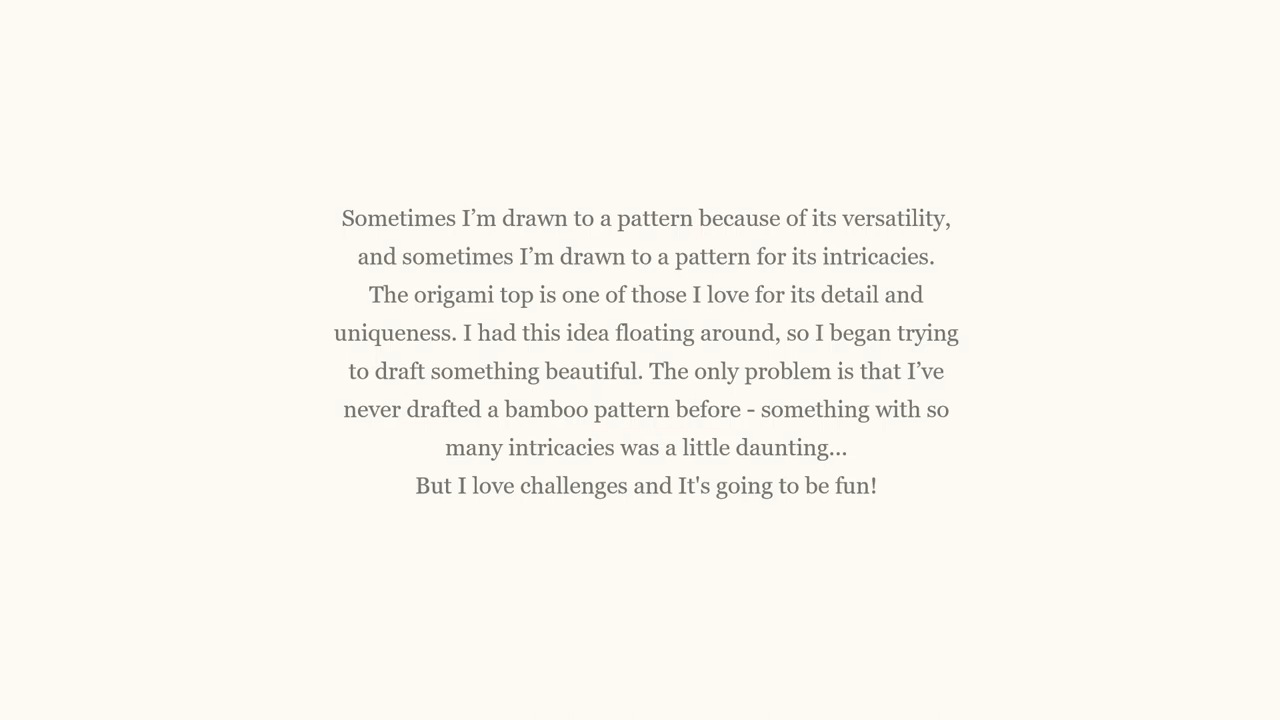 Sometimes I’m drawn to a pattern because of its versatility,
and sometimes I’m drawn to a pattern for its intricacies.
The origami top is one of those I love for its detail and
uniqueness. I had this idea floating around, so I began trying
to draft something beautiful. The only problem is that I’ve
never drafted a bamboo pattern before - something with so
many intricacies was a little daunting...
But I love challenges and It's going to be fun!